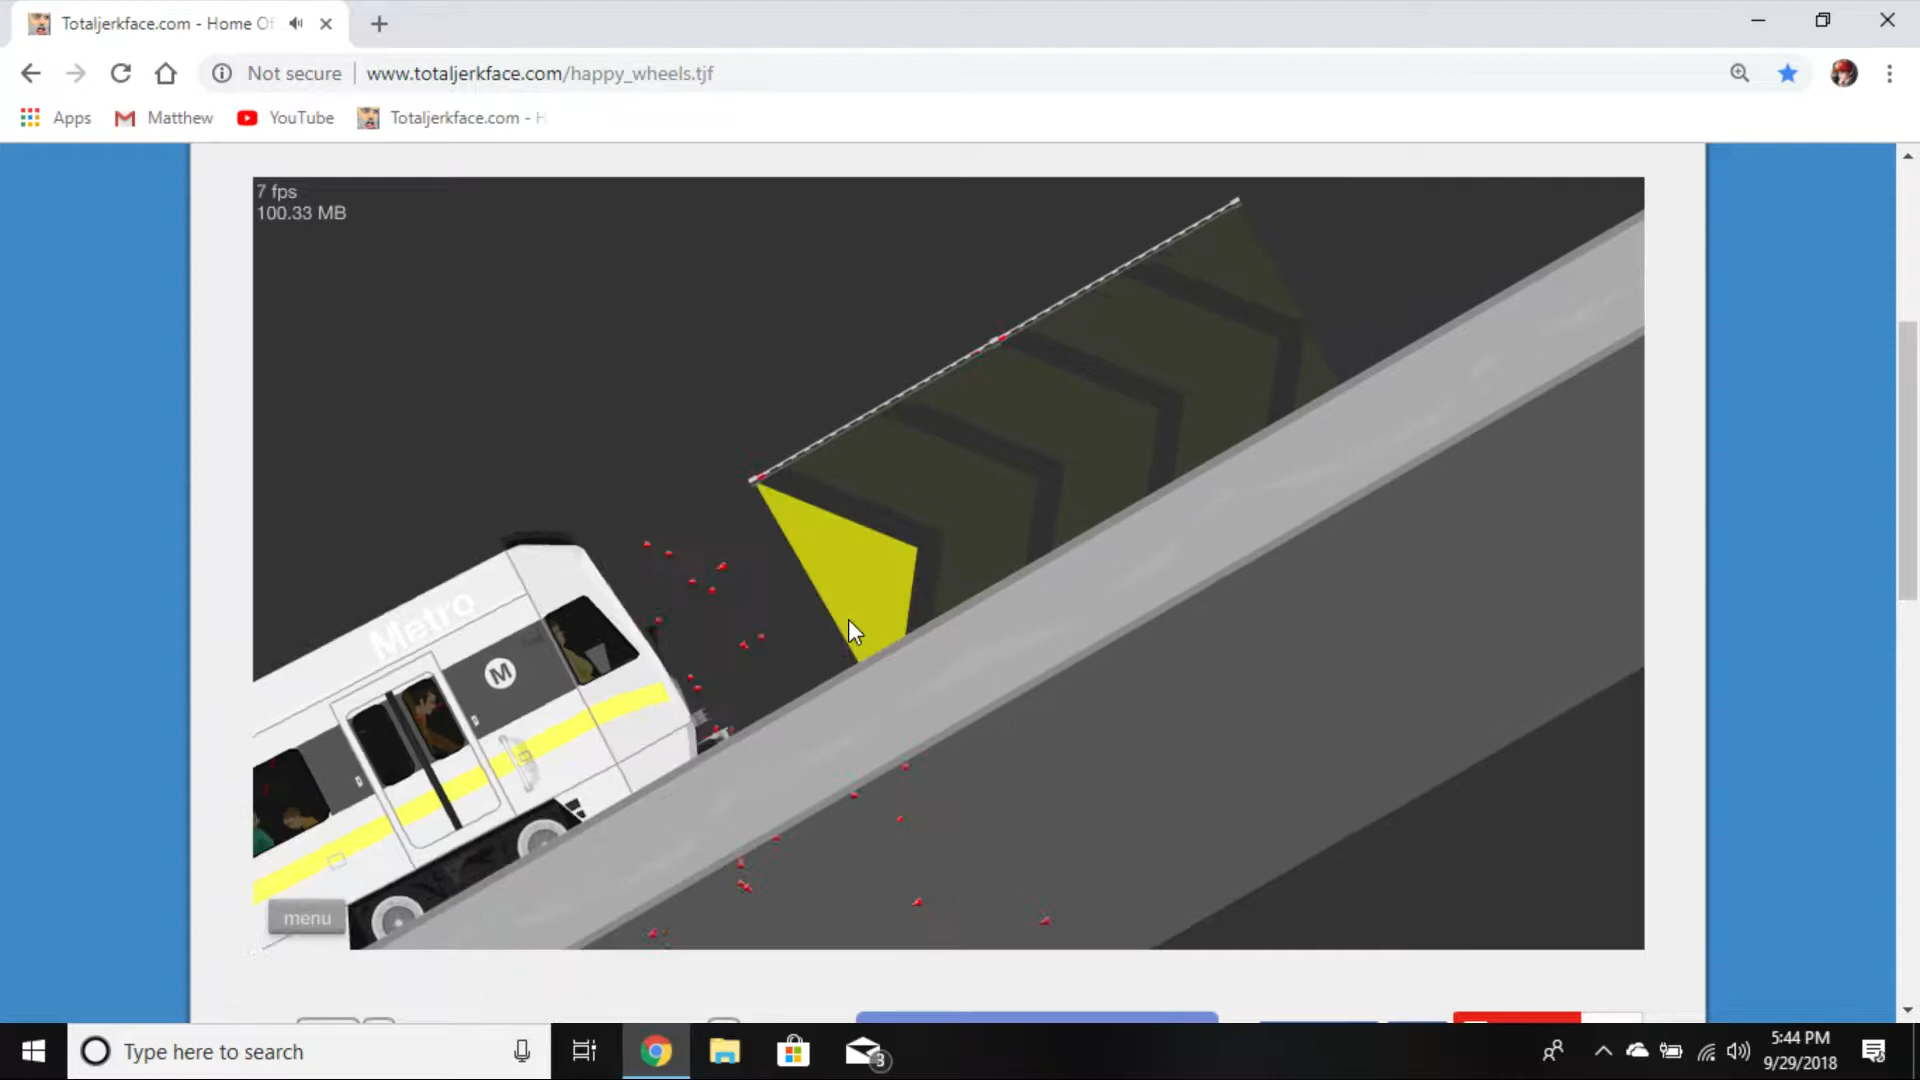 Totaljerkface.com - Home Of
Not secure
www.totaljerkface.com/happy_wheels.tjf
Apps
Matthew
YouTube
Totaljerkface.com - H
7 fps
100.33 MB
Metro
M
menu
Type here to search
3
5:44 PM
9/29/2018